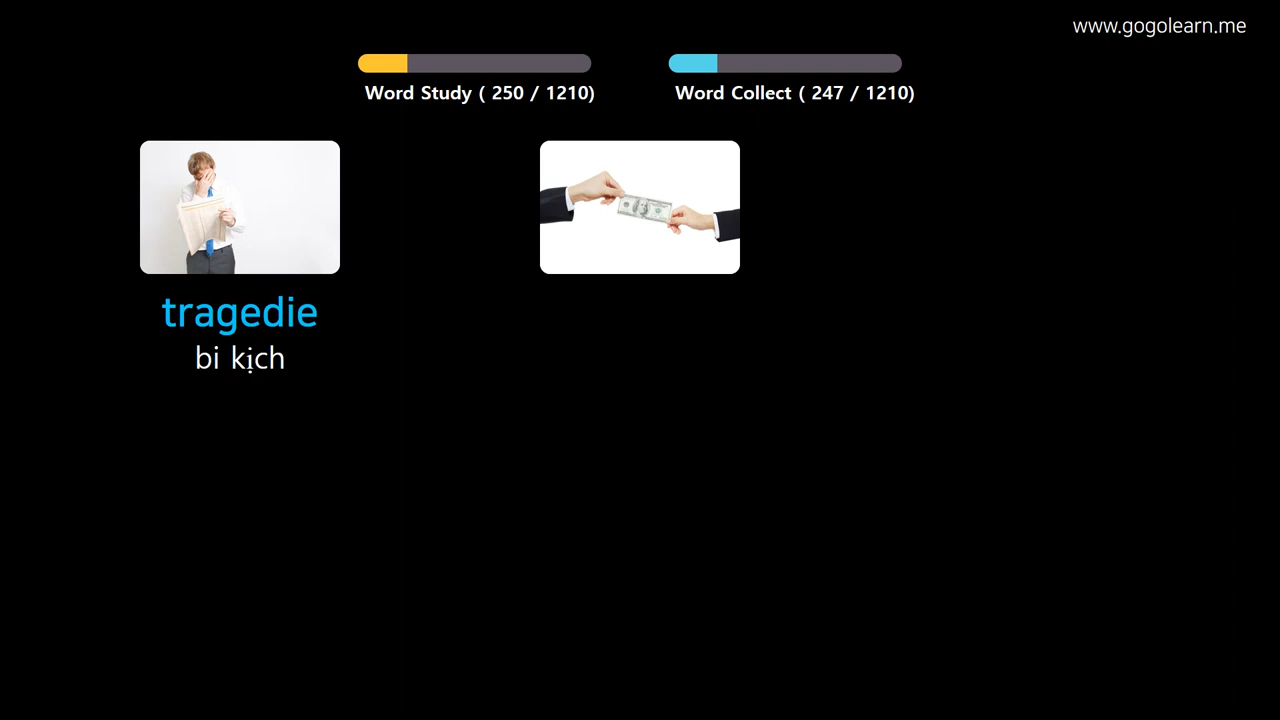 www.gogolearn.me
Word Study ( 250 / 1210)
Word Collect ( 247 / 1210)
tragedie
bi kịch